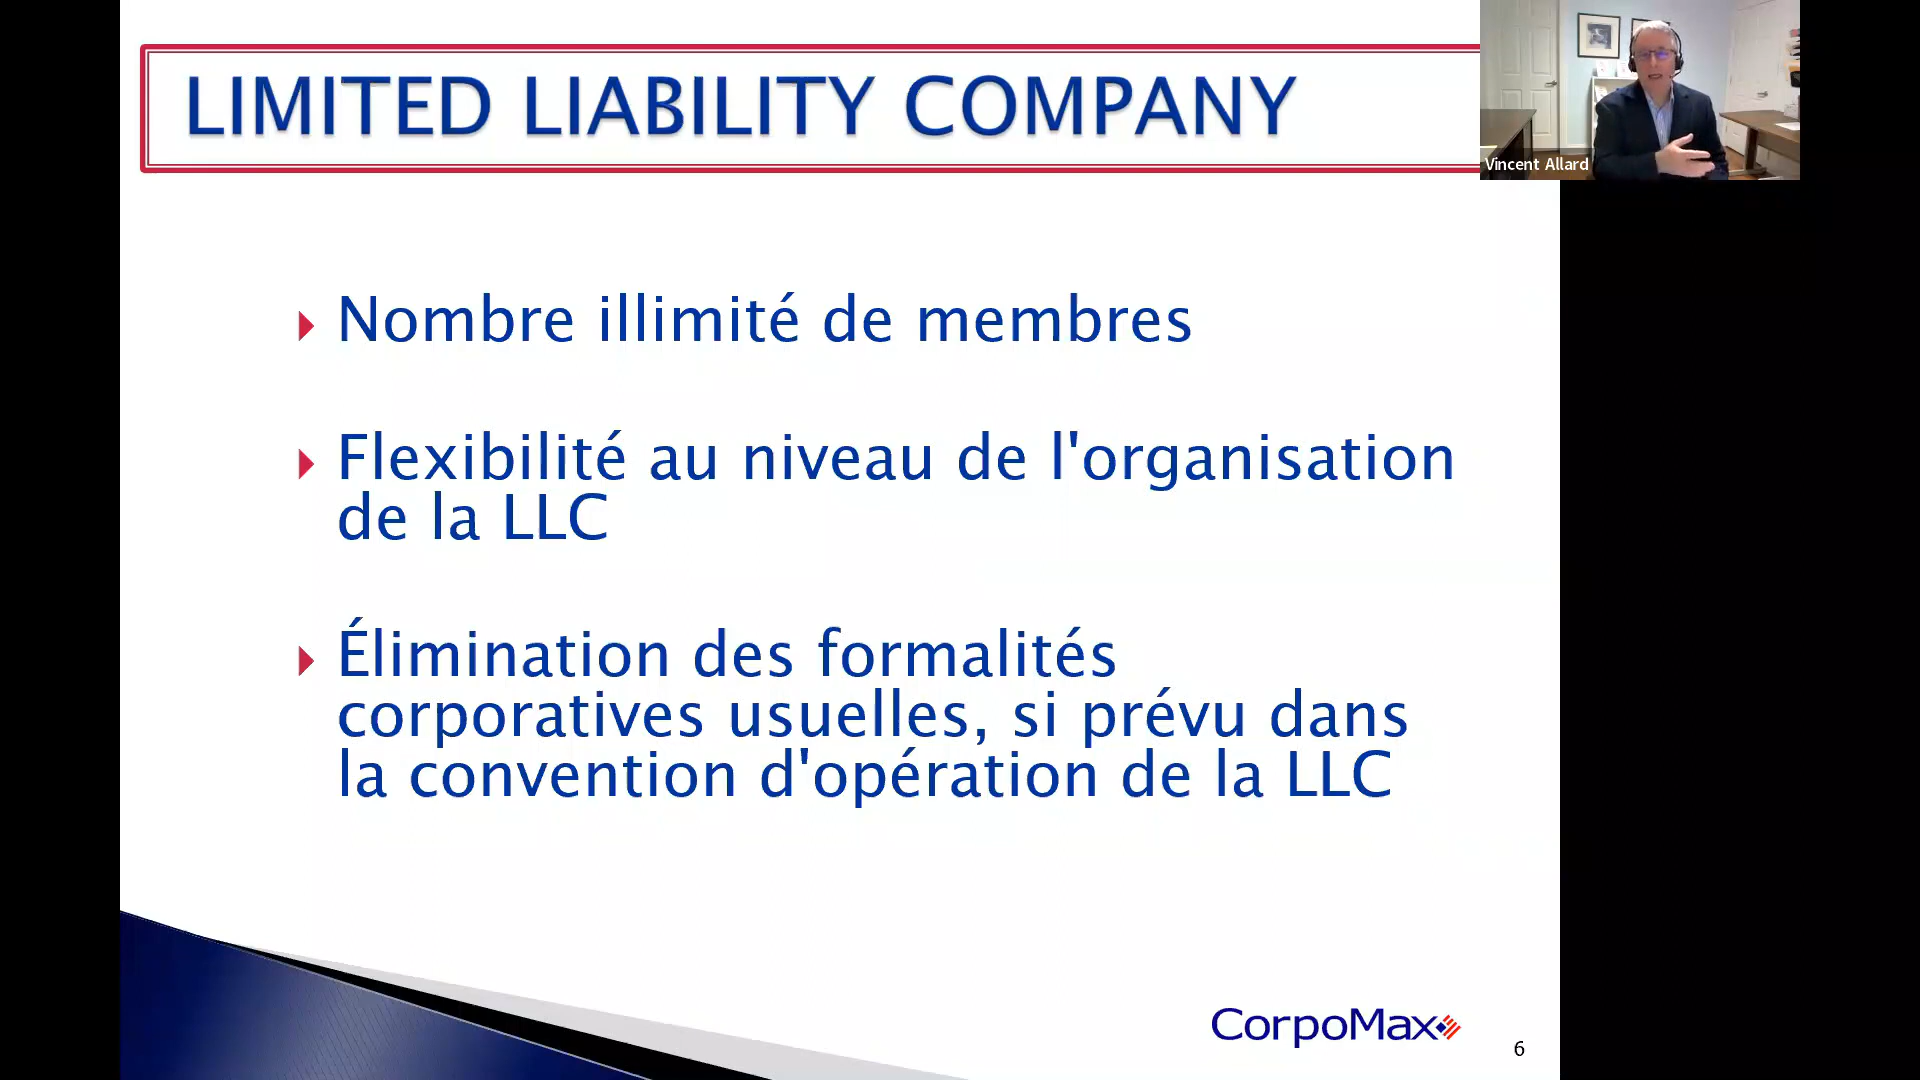 LIMITED LIABILITY COMPANY
Vincent Allard
Nombre illimité de membres
Flexibilité au niveau de l'organisation
de la LLC
Élimination des formalités
corporatives usuelles, si prévu dans
la convention d'opération de la LLC
CorpoMax
6